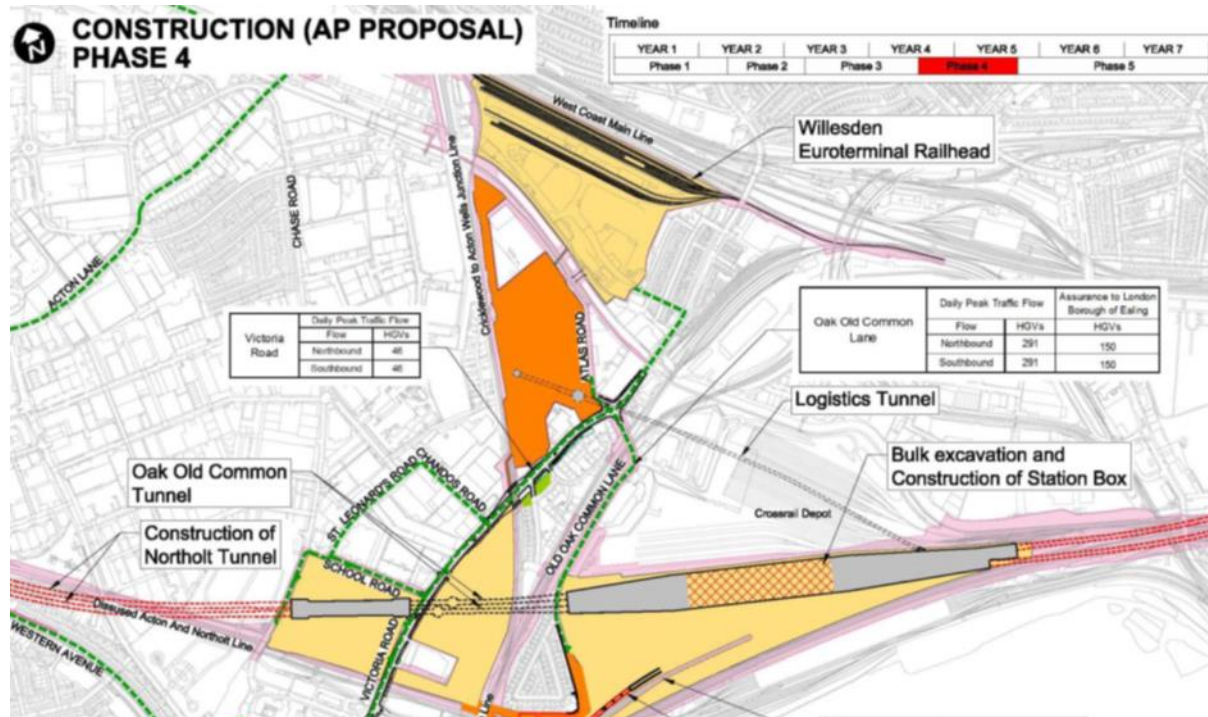 N
CONSTRUCTION (AP PROPOSAL)
PHASE 4
Timeline
YEAR 1 YEAR 2 YEAR 3 YEAR 4 YEAR 5 YEAR 6 YEAR 7
Phase 1 Phase 2 Phase 3 Phase 4 Phase 5
West Coast Main Line
Willesden
Euroterminal Railhead
CHASE ROAD
ACTON LANE
Cricklewood to Acton Wells Junction Line
Victoria
Road
Daily Peak Traffic Flow
Flow HGVs
Northbound 46
Southbound 46
ATLAS ROAD
Oak Old Common
Lane
Daily Peak Traffic Flow
Assurance to London
Borough of Ealing
Flow HGVs HGVs
Northbound 291 150
Southbound 291 150
Logistics Tunnel
Bulk excavation and
Construction of Station Box
Crossrail Depot
Oak Old Common
Tunnel
ST. LEONARD'S ROAD
CHANDOS ROAD
OLD OAK COMMON LANE
Construction of
Northolt Tunnel
SCHOOL ROAD
Disused Acton And Northolt Line
WESTERN AVENUE
VICTORIA ROAD
Line